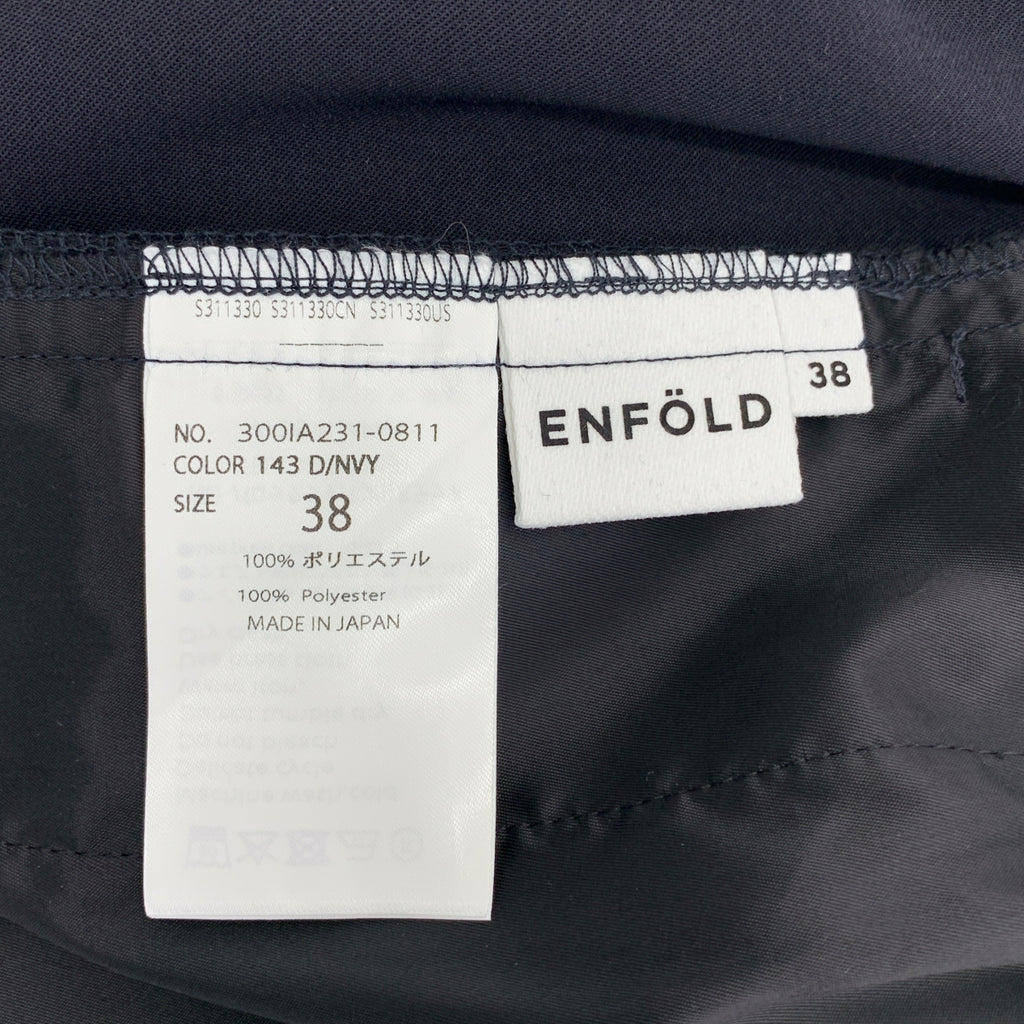 S311330 S311330CN S311330US
NO. 300IA231-0811
COLOR 143 D/NVY
SIZE 38
100% ポリエステル
100% Polyester
MADE IN JAPAN
ENFÖLD
38